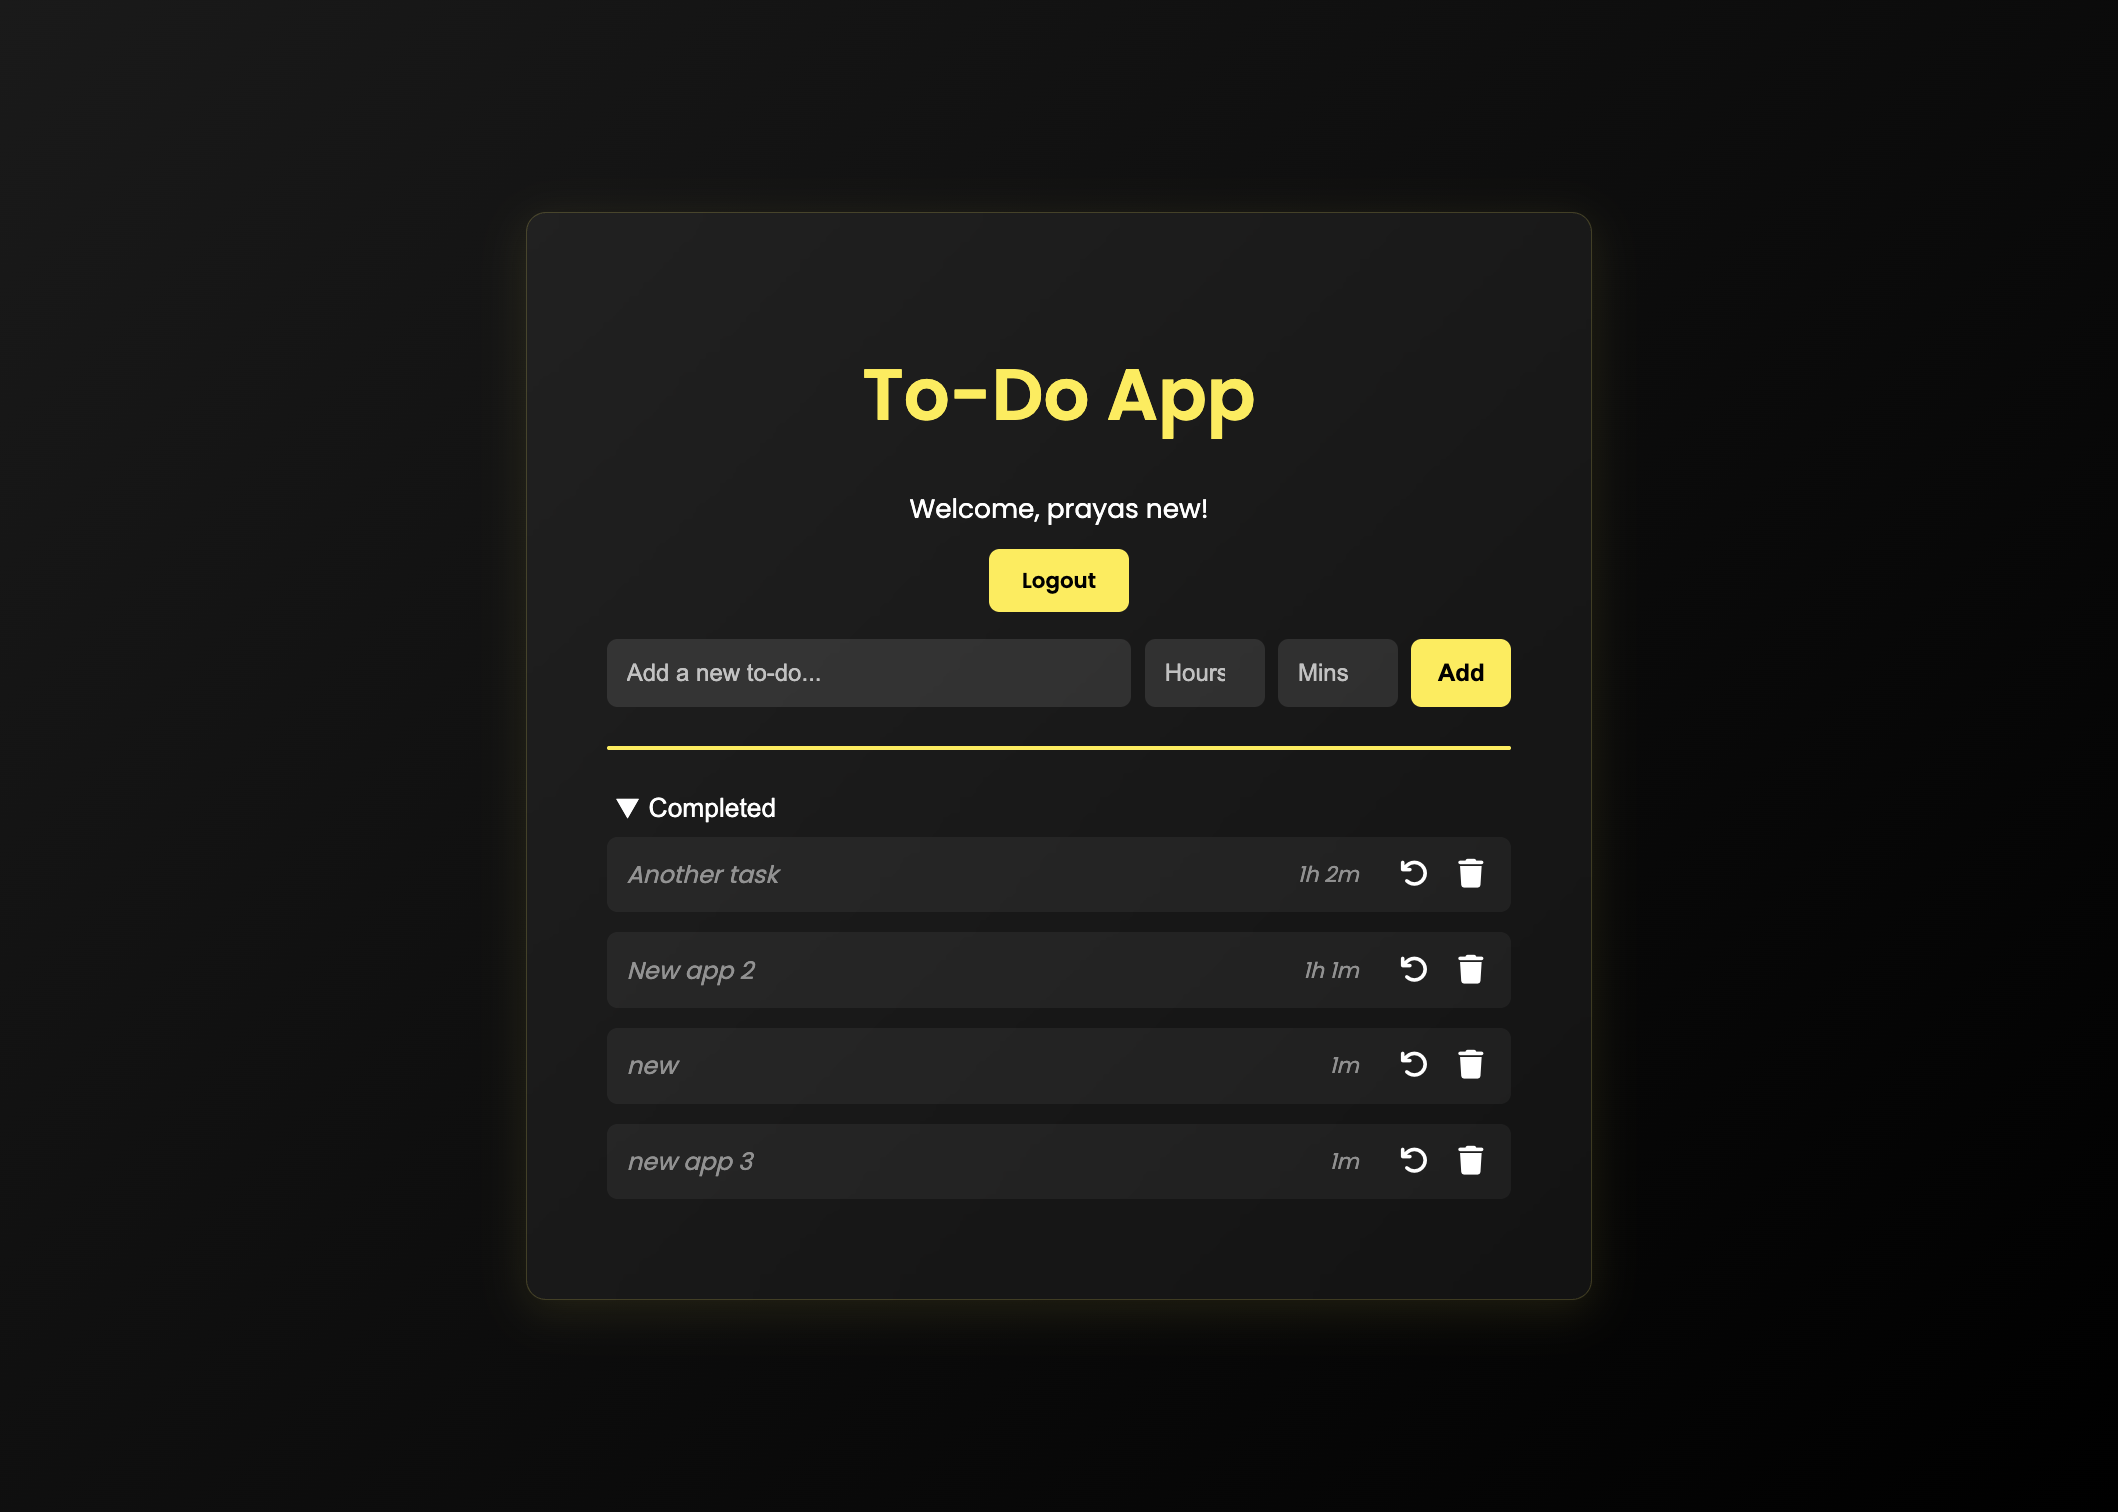 To-Do App
Welcome, prayas new!
Logout
Add a new to-do... Hours Mins Add
▼ Completed
Another task 1h 2m
New app 2 1h 1m
new 1m
new app 3 1m